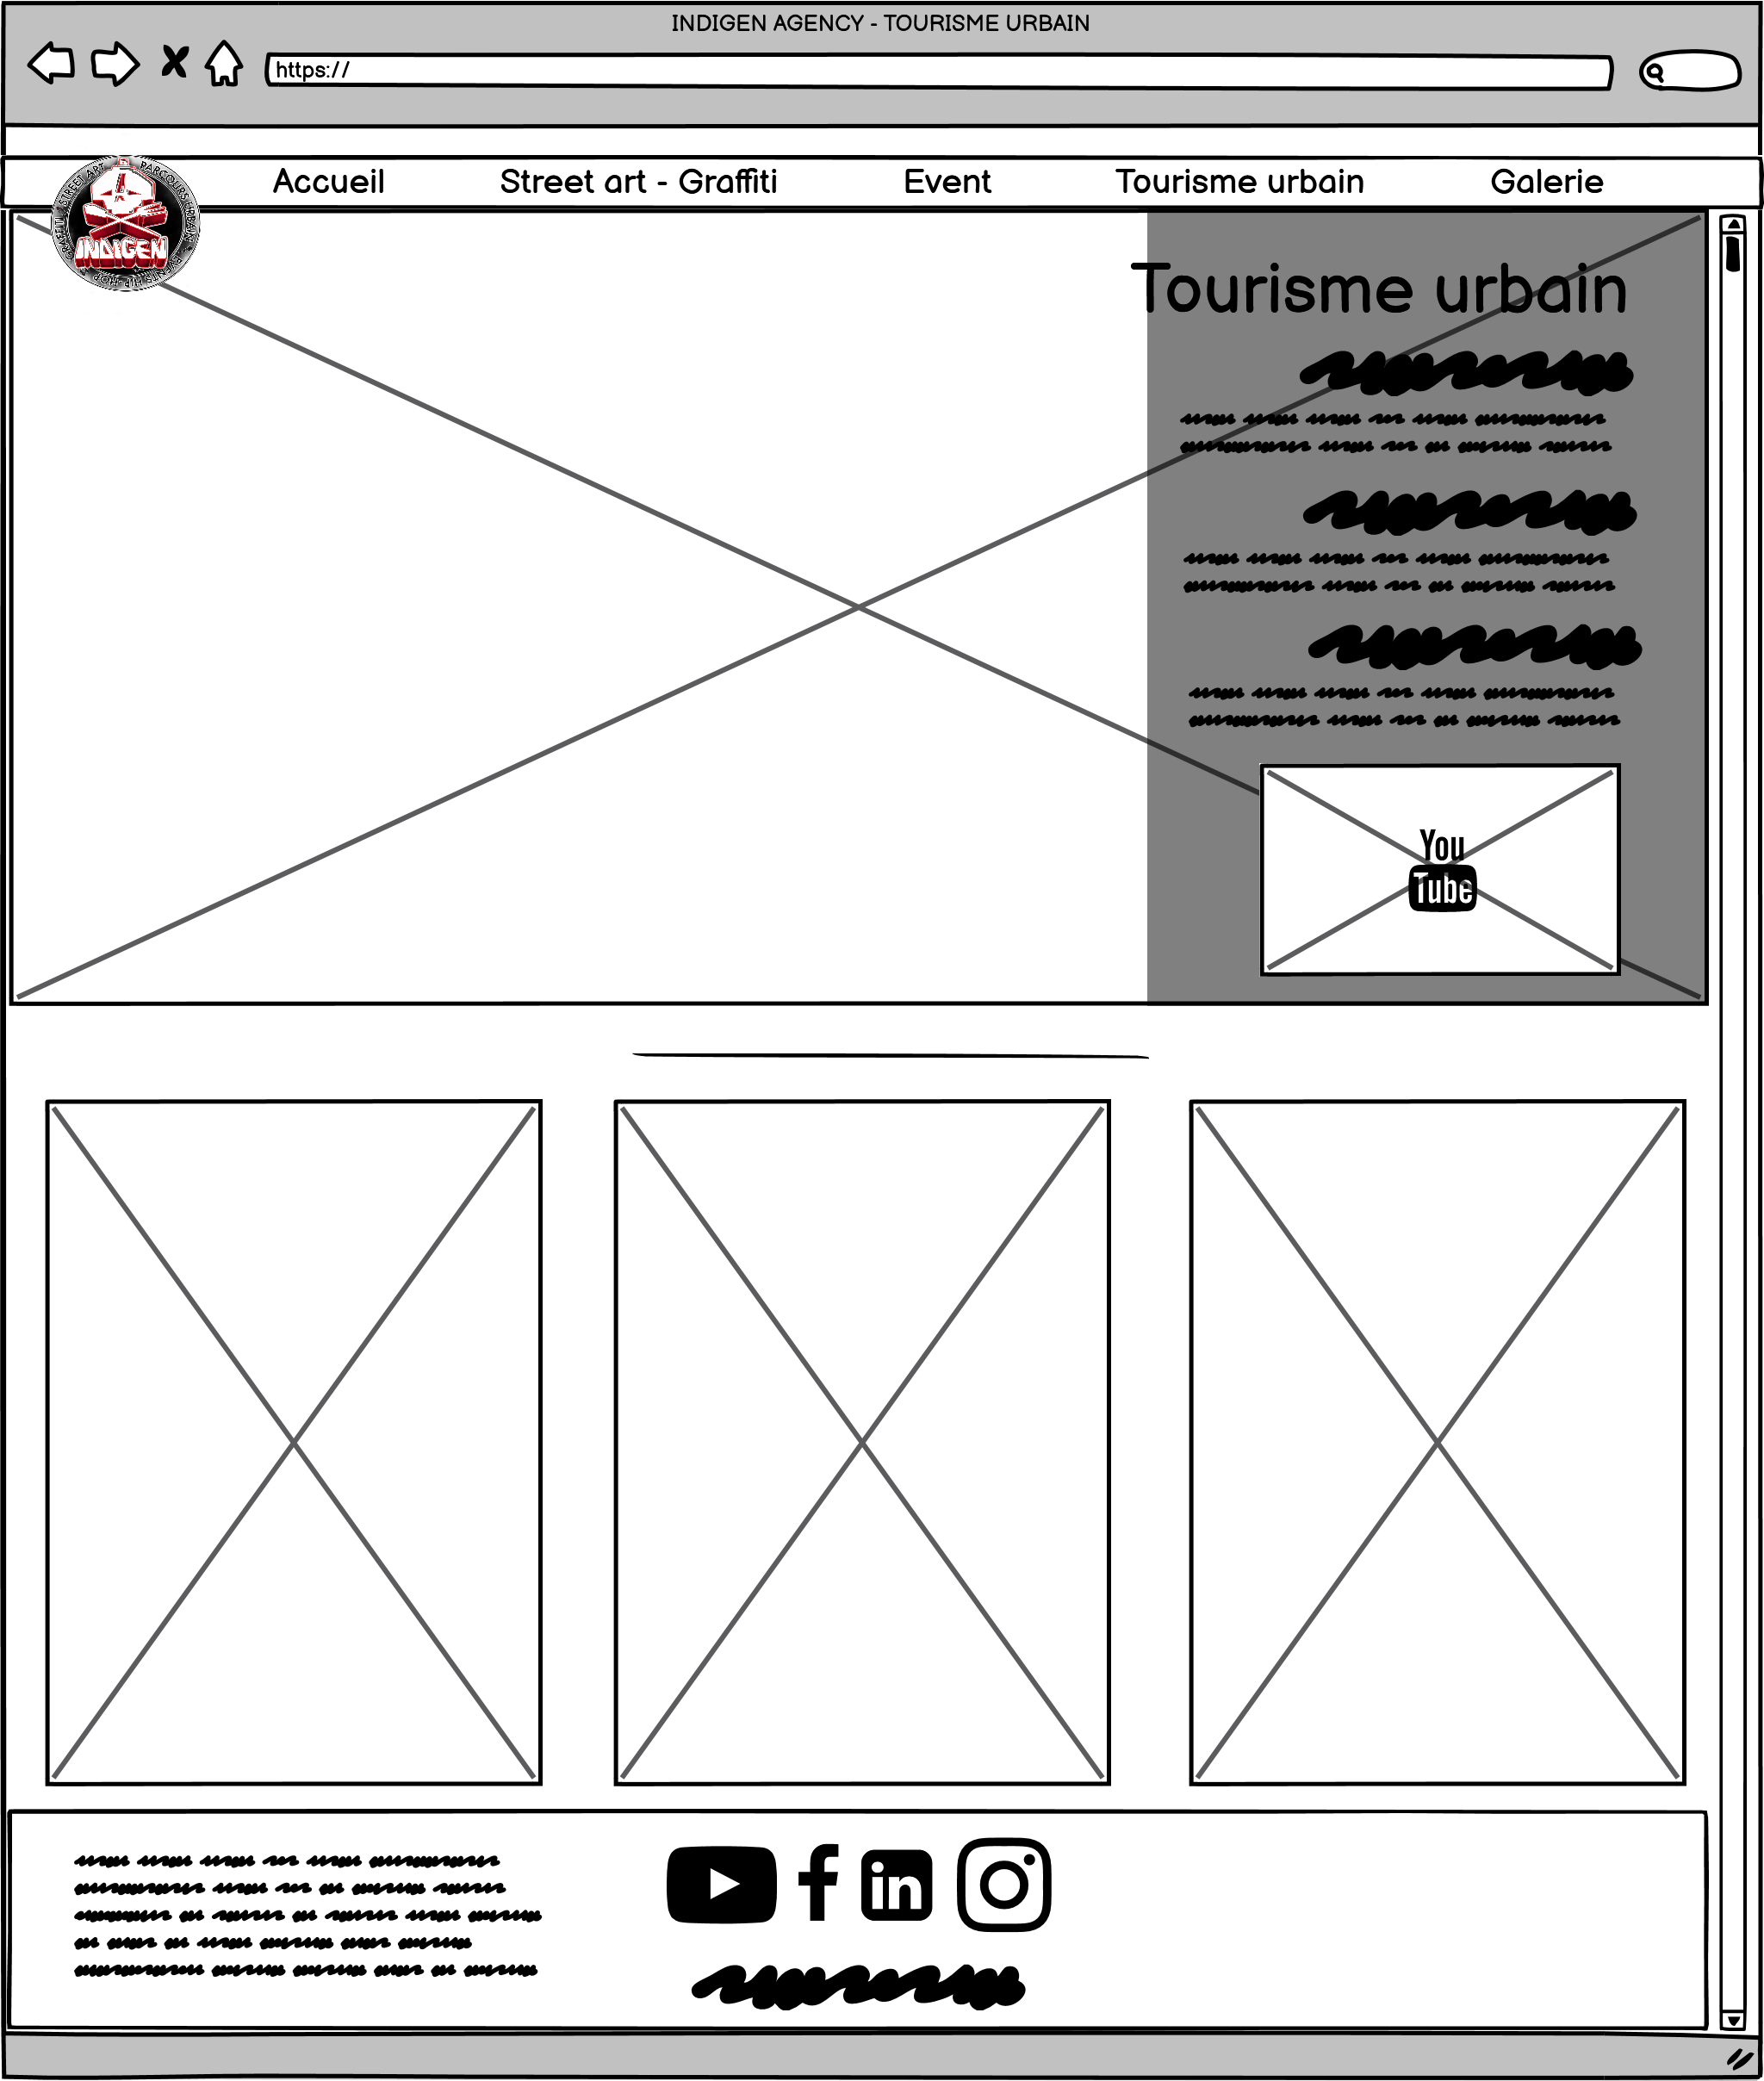 INDIGEN AGENCY - TOURISME URBAIN
https://
Accueil Street art - Graffiti Event Tourisme urbain Galerie
STREET ART PARCOURS URBAIN
INDIGEN
Tourisme urbain
You
Tube
in